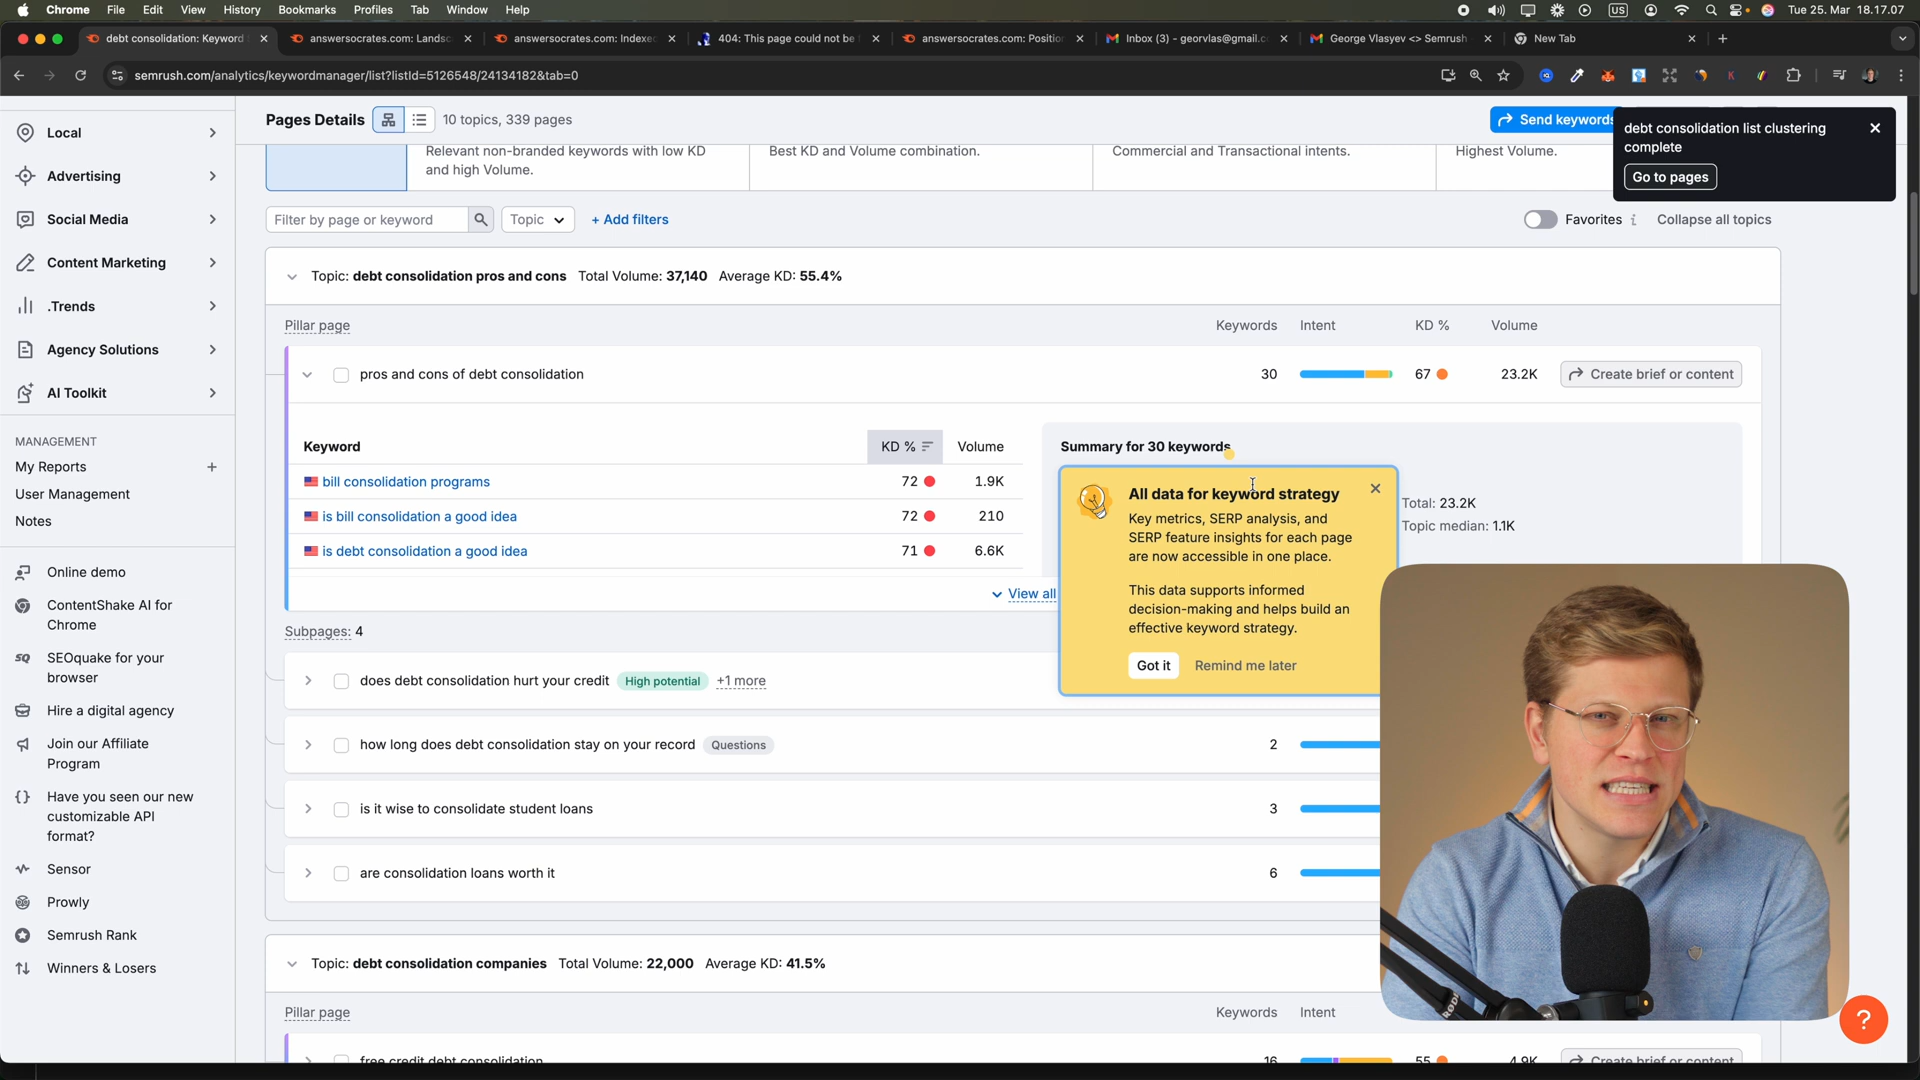 Chrome File Edit View History Bookmarks Profiles Tab Window Help
US Tue 25. Mar 18.17.07
debt consolidation: Keyword
answersocrates.com: Landsc
answersocrates.com: Indexe
404: This page could not be
answersocrates.com: Position
Inbox (3) - georvlas@gmail.c
George Vlasyev <> Semrush
New Tab
semrush.com/analytics/keywordmanager/list?listId=5126548/24134182&tab=0
Local
Advertising
Social Media
Content Marketing
.Trends
Agency Solutions
AI Toolkit
MANAGEMENT
My Reports +
User Management
Notes
Online demo
ContentShake AI for
Chrome
SEOquake for your
browser
Hire a digital agency
Join our Affiliate
Program
Have you seen our new
customizable API
format?
Sensor
Prowly
Semrush Rank
Winners & Losers
Pages Details 10 topics, 339 pages
Send keywords
debt consolidation list clustering
complete
Go to pages
Relevant non-branded keywords with low KD
and high Volume.
Best KD and Volume combination.
Commercial and Transactional intents.
Highest Volume.
Filter by page or keyword
Topic
+ Add filters
Favorites i
Collapse all topics
Topic: debt consolidation pros and cons Total Volume: 37,140 Average KD: 55.4%
Pillar page Keywords Intent KD % Volume
pros and cons of debt consolidation 30 67 23.2K Create brief or content
Keyword KD % Volume
bill consolidation programs 72 1.9K
is bill consolidation a good idea 72 210
is debt consolidation a good idea 71 6.6K
View all
Summary for 30 keywords
All data for keyword strategy
Key metrics, SERP analysis, and
SERP feature insights for each page
are now accessible in one place.
This data supports informed
decision-making and helps build an
effective keyword strategy.
Got it Remind me later
Total: 23.2K
Topic median: 1.1K
Subpages: 4
does debt consolidation hurt your credit High potential +1 more
how long does debt consolidation stay on your record Questions 2
is it wise to consolidate student loans 3
are consolidation loans worth it 6
Topic: debt consolidation companies Total Volume: 22,000 Average KD: 41.5%
Pillar page Keywords Intent
free credit debt consolidation 16 55 4.9K Create brief or content
RØDE
?